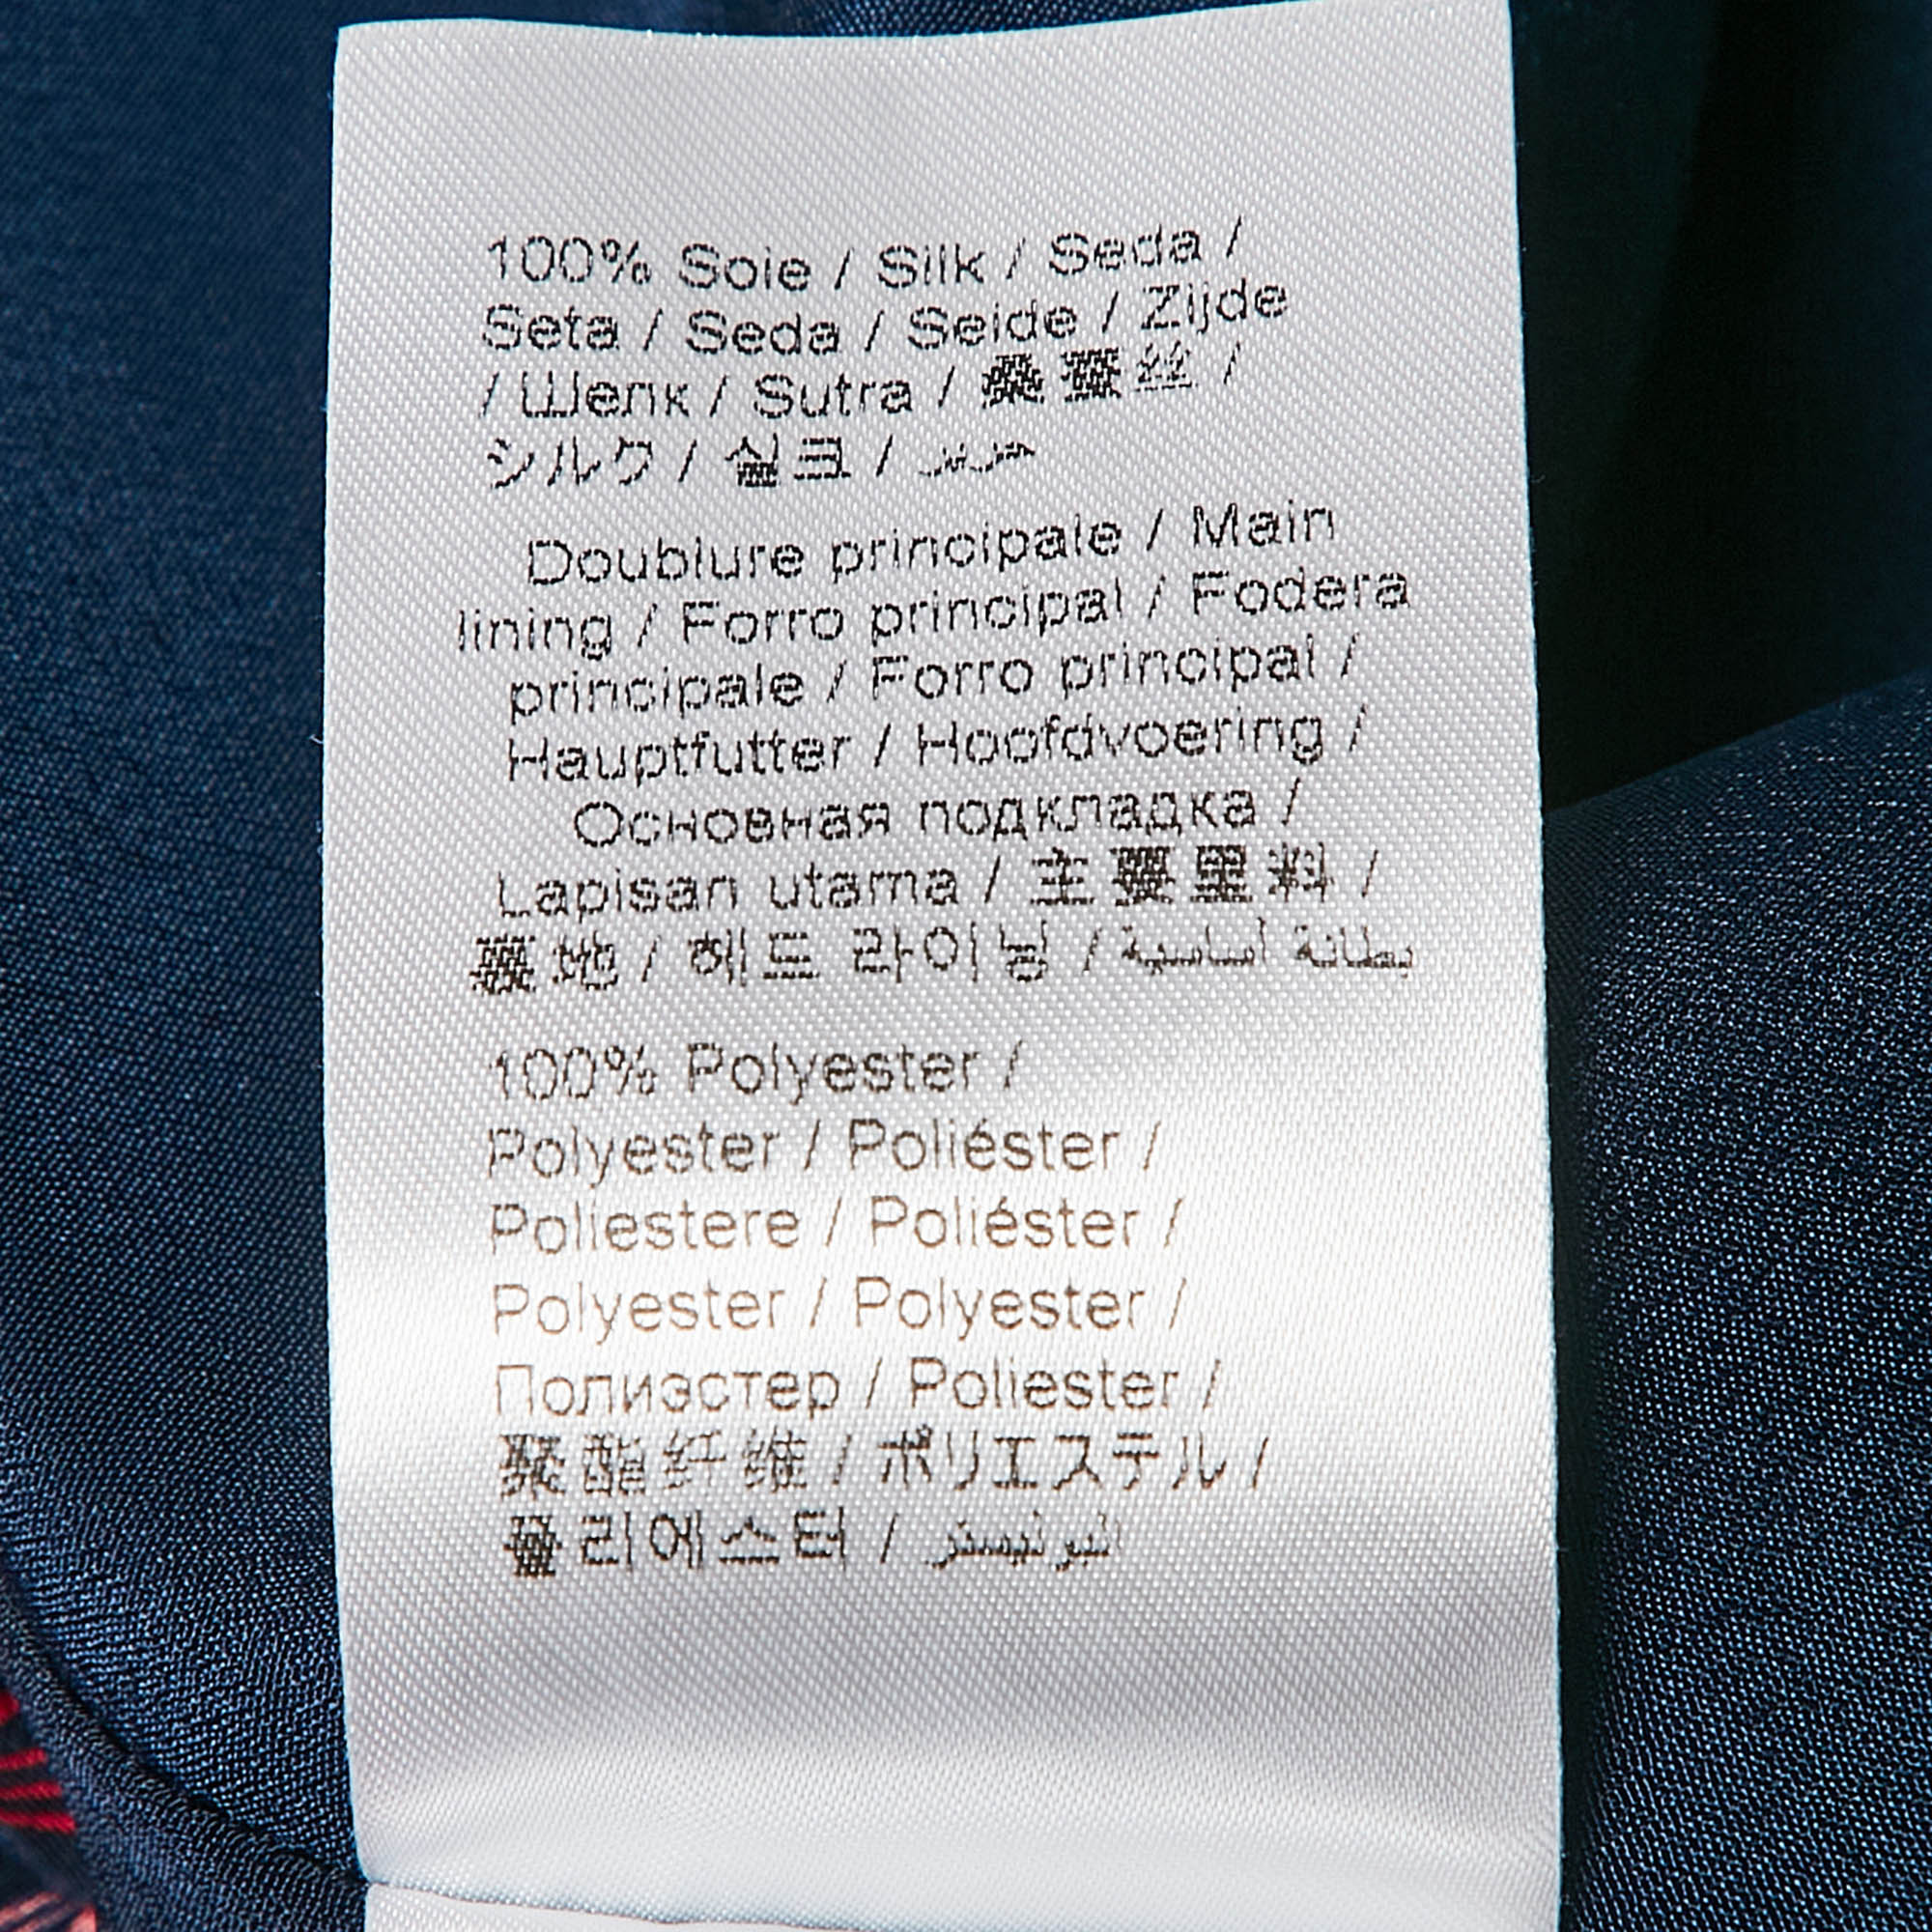 100% Soie / Silk / Seda /
Seta / Seda / Seide / Zijde
/ Шелк / Sutra / 桑蚕丝 /
シルク / 실크 / حرير
Doublure principale / Main
lining / Forro principal / Fodera
principale / Forro principal /
Hauptfutter / Hoofdvoering /
Основная подкладка /
Lapisan utama / 主要里料 /
裏地 / 헤드 라이닝 / بطانة أساسية
100% Polyester /
Polyester / Poliéster /
Poliestere / Poliéster /
Polyester / Polyester /
Полиэстер / Poliester /
聚酯纤维 / ポリエステル /
폴리에스터 / البوليستر